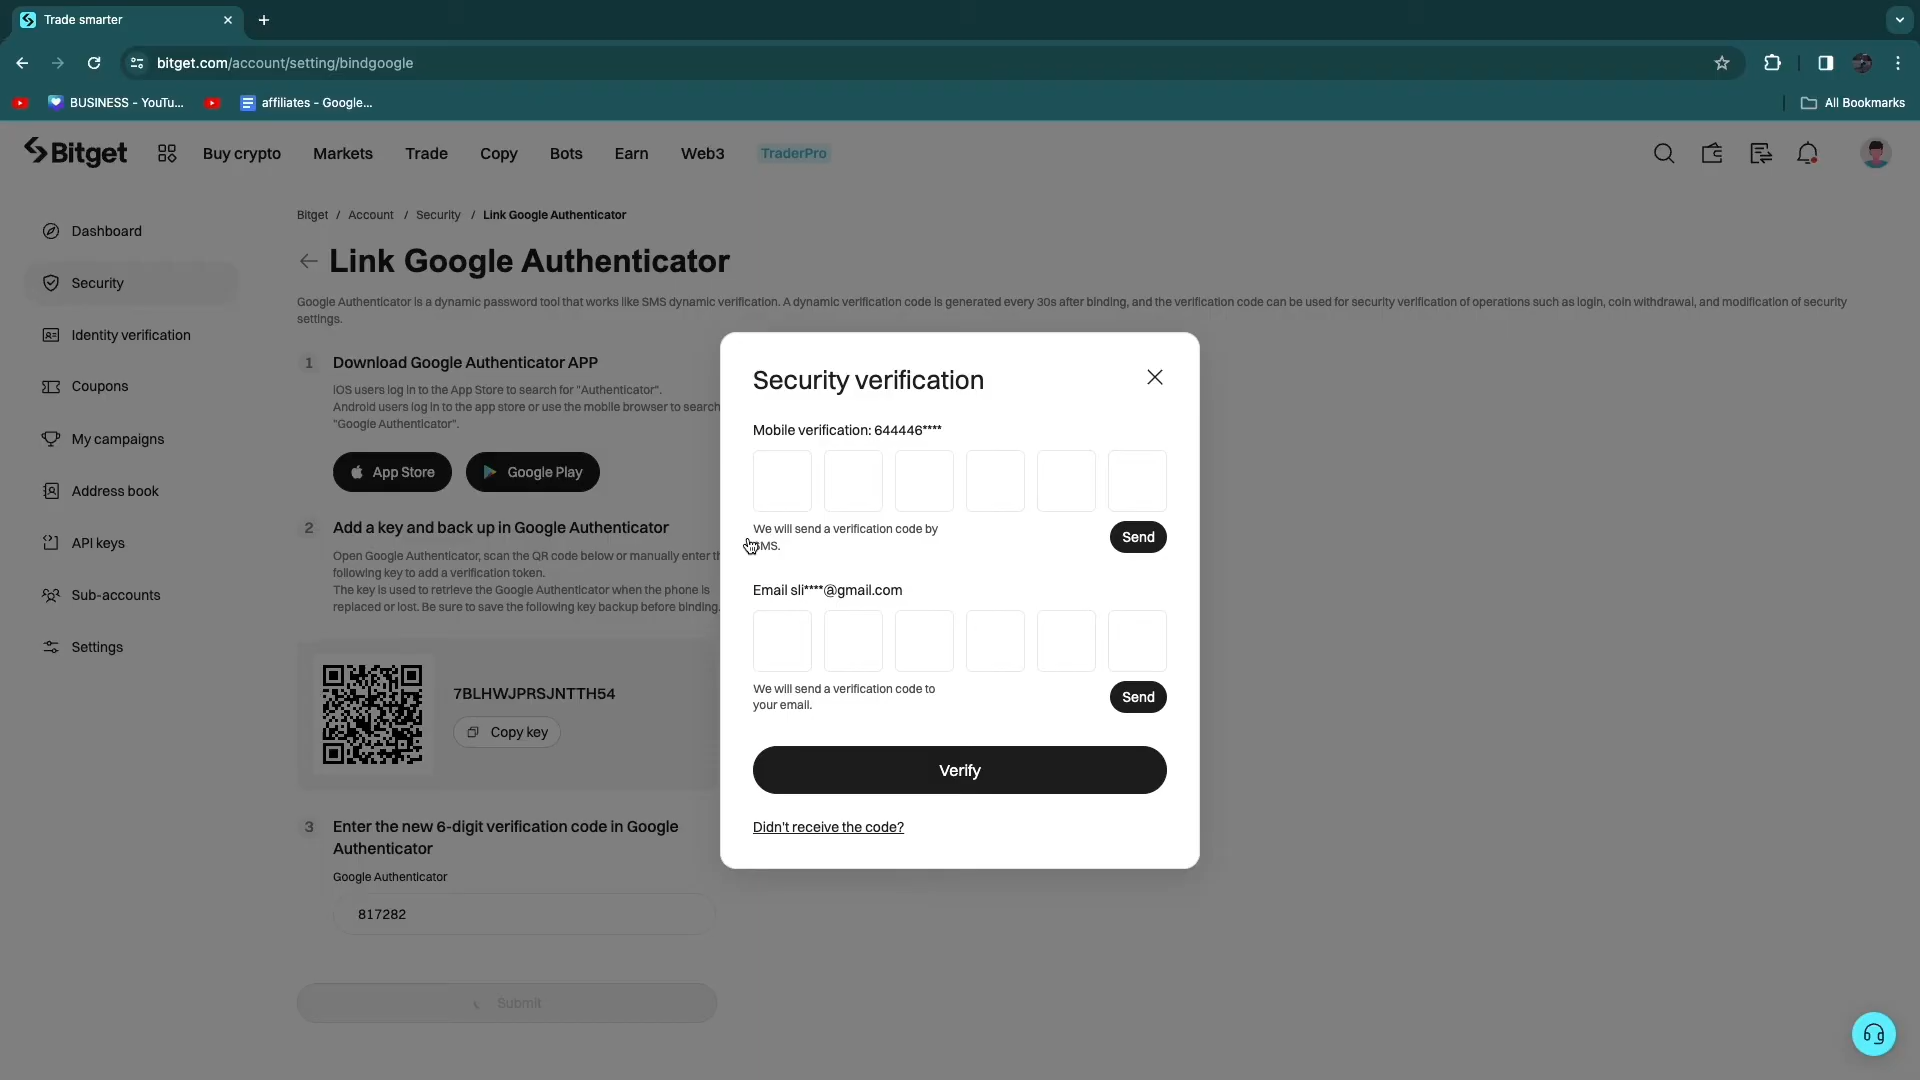 Trade smarter
bitget.com/account/setting/bindgoogle
BUSINESS - YouTu...
affiliates - Google...
All Bookmarks
Bitget
Buy crypto
Markets
Trade
Copy
Bots
Earn
Web3
TraderPro
Dashboard
Security
Identity verification
Coupons
My campaigns
Address book
API keys
Sub-accounts
Settings
Bitget / Account / Security / Link Google Authenticator
Link Google Authenticator
Google Authenticator is a dynamic password tool that works like SMS dynamic verification. A dynamic verification code is generated every 30s after binding, and the verification code can be used for security verification of operations such as login, coin withdrawal, and modification of security
settings.
1 Download Google Authenticator APP
iOS users log in to the App Store to search for "Authenticator".
Android users log in to the app store or use the mobile browser to search
"Google Authenticator".
App Store
Google Play
2 Add a key and back up in Google Authenticator
Open Google Authenticator, scan the QR code below or manually enter
following key to add a verification token.
The key is used to retrieve the Google Authenticator when the phone is
replaced or lost. Be sure to save the following key backup before binding.
7BLHWJPRSJNTTH54
Copy key
3 Enter the new 6-digit verification code in Google
Authenticator
Google Authenticator
817282
Submit
Security verification
Mobile verification: 644446****
We will send a verification code by
SMS.
Send
Email sli****@gmail.com
We will send a verification code to
your email.
Send
Verify
Didn't receive the code?